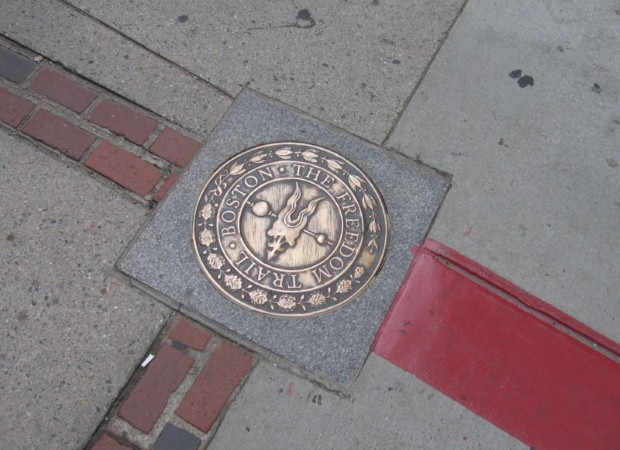 BOSTON · THE FREEDOM TRAIL ·